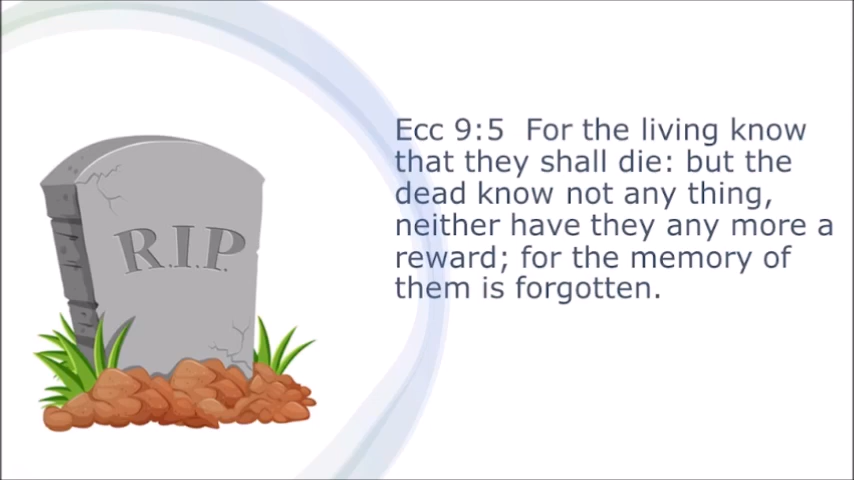 R.I.P.
Ecc 9:5  For the living know
that they shall die: but the
dead know not any thing,
neither have they any more a
reward; for the memory of
them is forgotten.